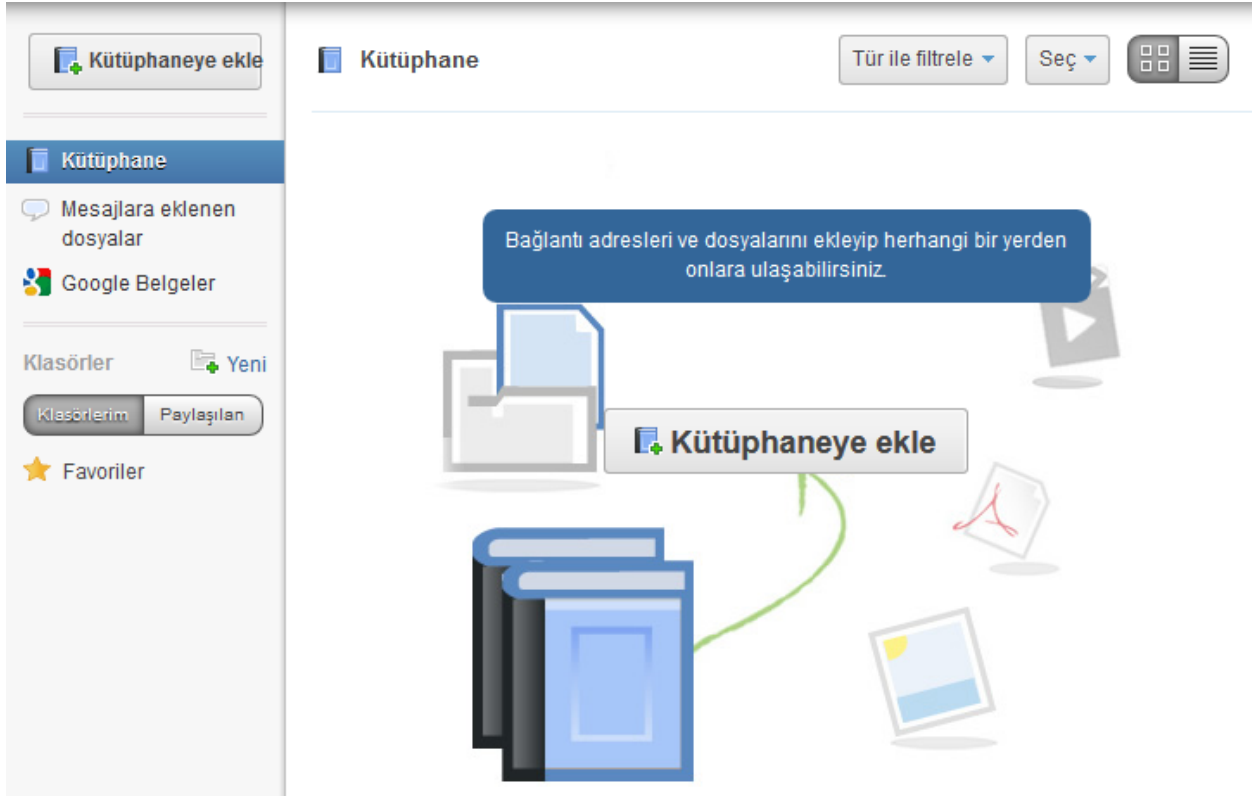 Kütüphaneye ekle
Kütüphane
Mesajlara eklenen
dosyalar
Google Belgeler
Klasörler
Yeni
Klasörlerim
Paylaşılan
Favoriler
Kütüphane
Tür ile filtrele
Seç
Bağlantı adresleri ve dosyalarını ekleyip herhangi bir yerden
onlara ulaşabilirsiniz.
Kütüphaneye ekle